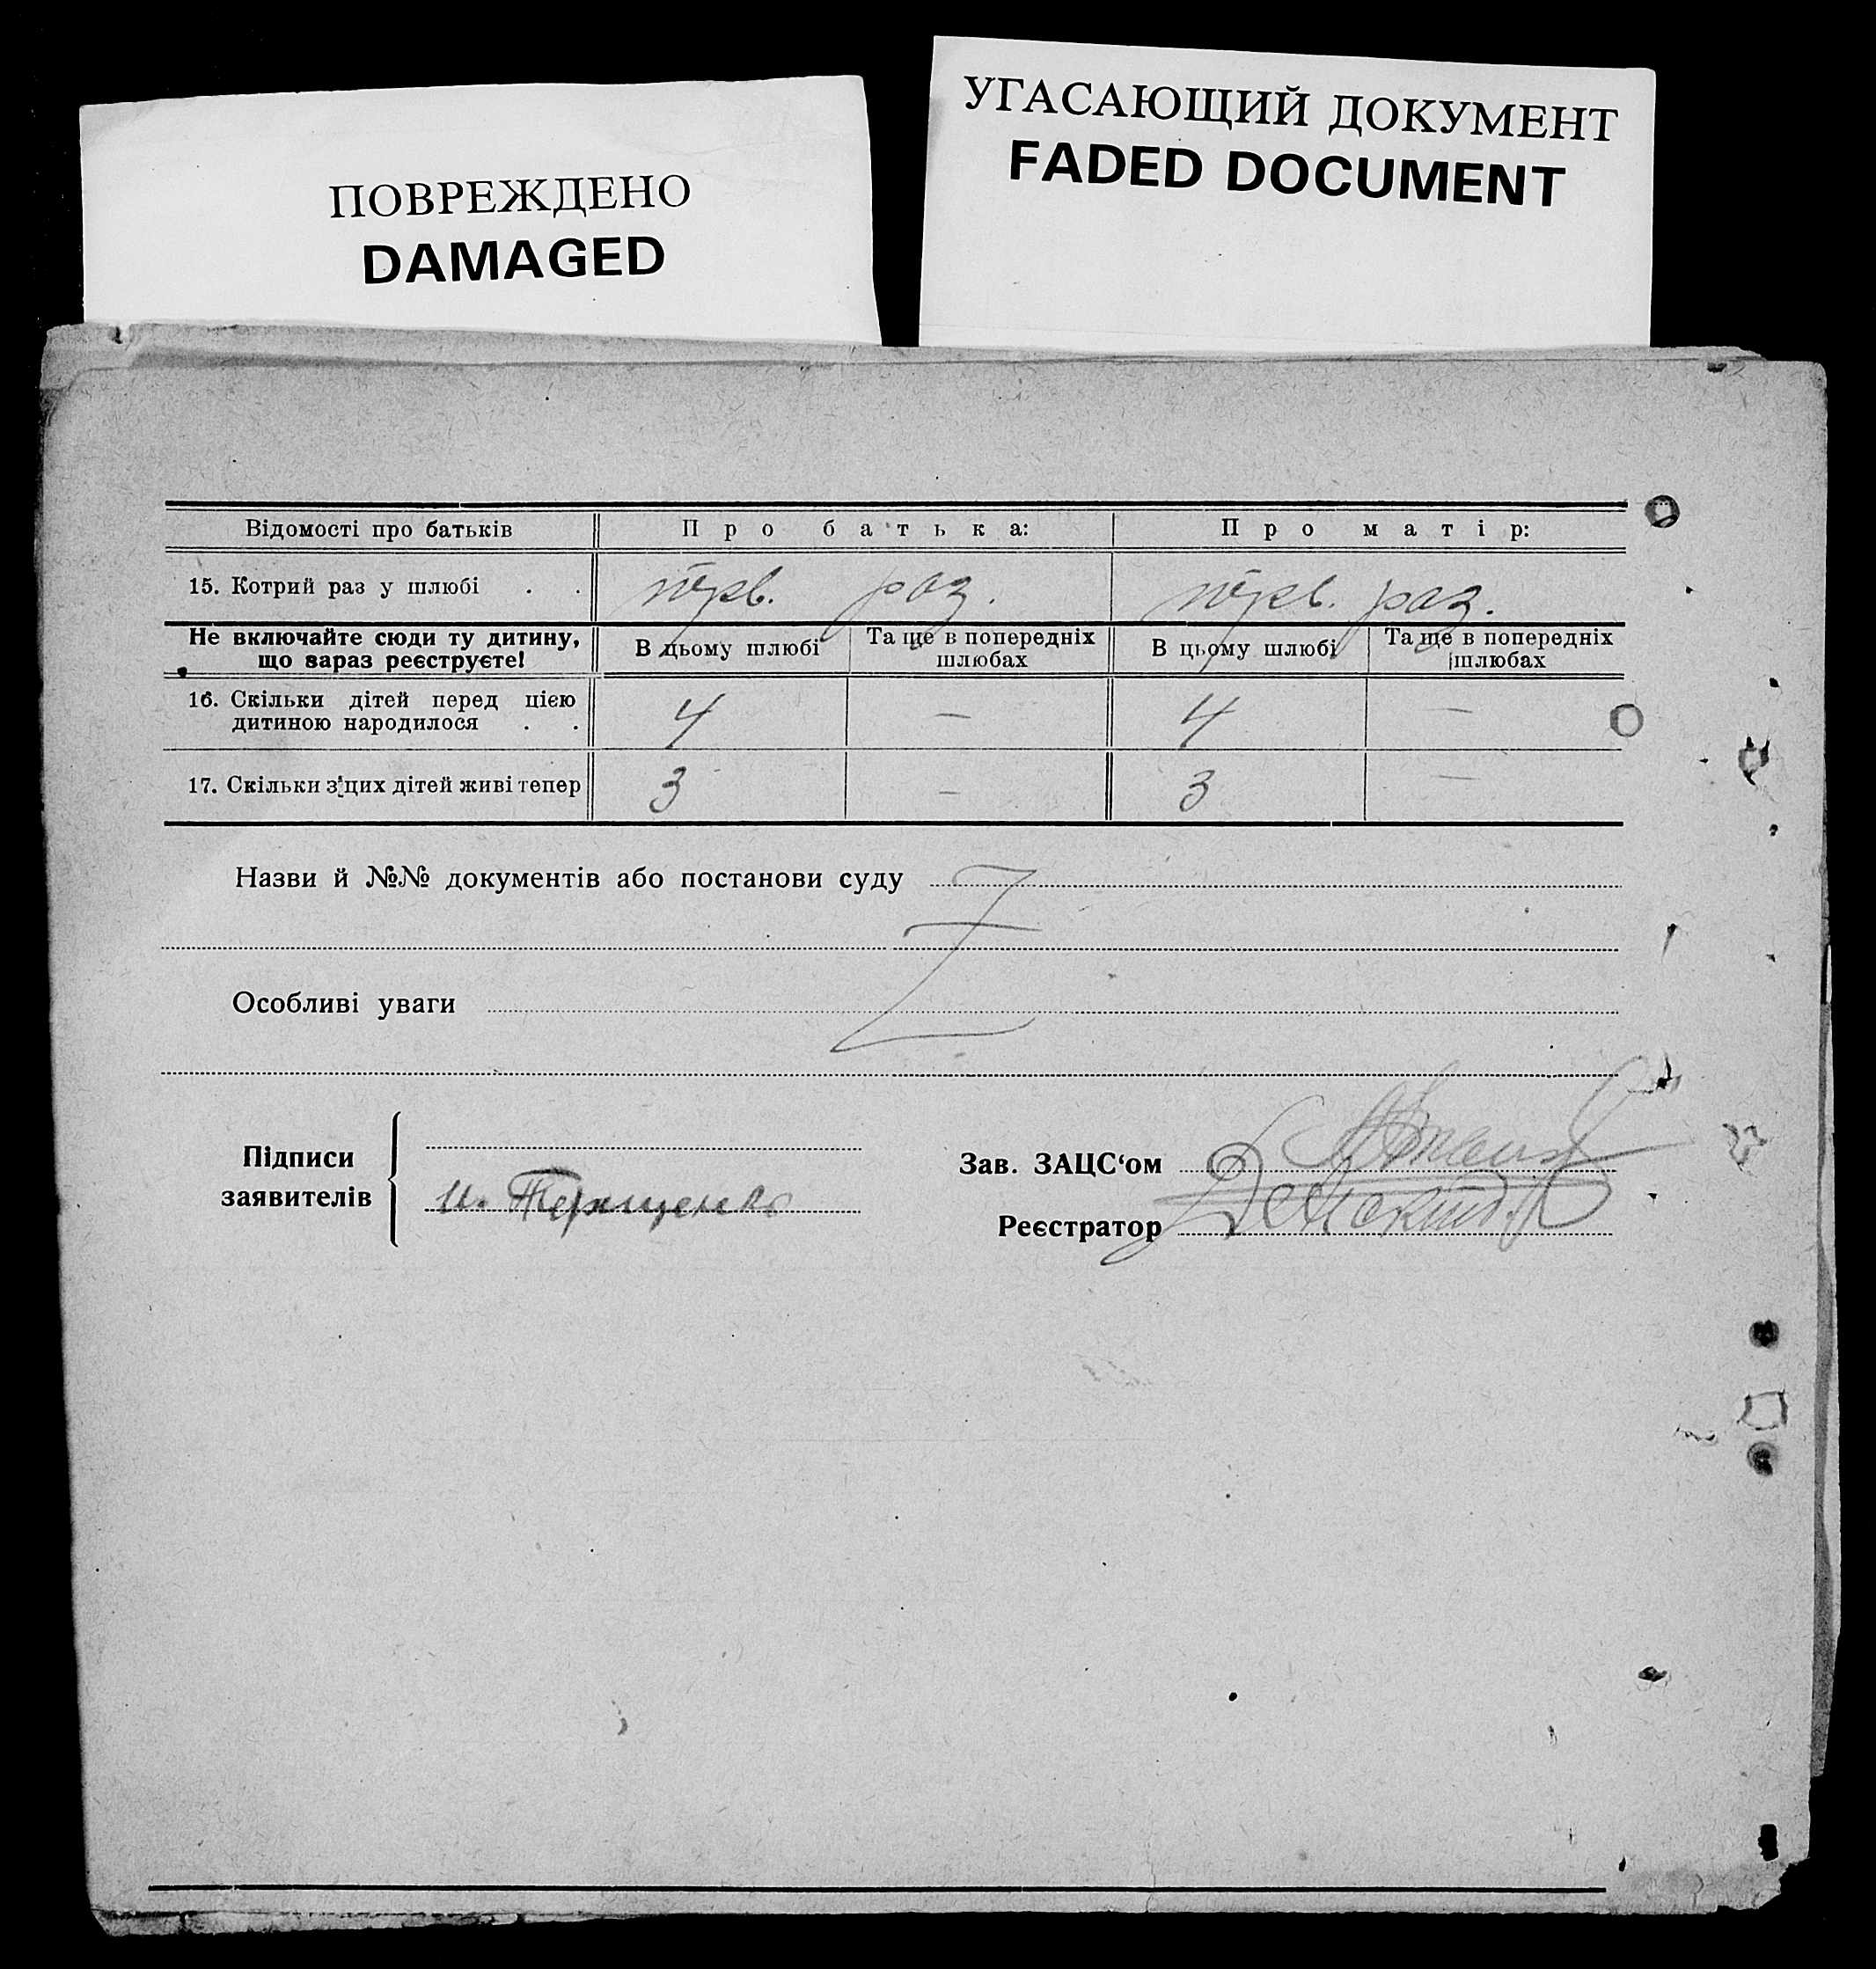 ПОВРЕЖДЕНО
DAMAGED
УГАСАЮЩИЙ ДОКУМЕНТ
FADED DOCUMENT
Відомості про батьків Про батька: Про матір:
15. Котрий раз у шлюбі . . раз. раз.
Не включайте сюди ту дитину, що зараз реєструєте! В цьому шлюбі Та ще в попередніх шлюбах В цьому шлюбі Та ще в попередніх шлюбах
16. Скільки дітей перед цією
дитиною народилося . . 4 — 4 —
17. Скільки з цих дітей живі тепер 3 — 3 —
Назви й №№ документів або постанови суду
Особливі уваги
Підписи
заявителів
И. Терещенко
Зав. ЗАЦС‘ом
Реєстратор